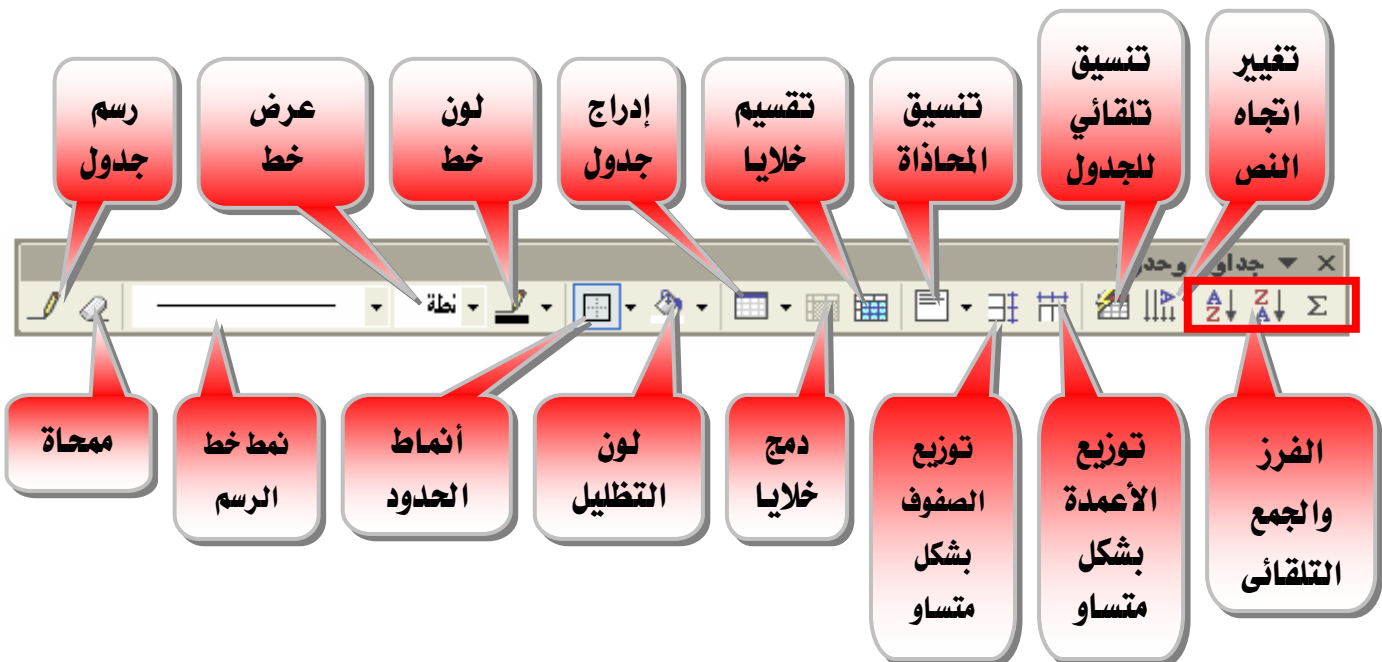 تغيير
اتجاه
النص
تنسيق
تلقائي
للجدول
تنسيق
المحاذاة
تقسيم
خلايا
إدراج
جدول
لون
خط
عرض
خط
رسم
جدول
Σ
الفرز
والجمع
التلقائى
توزيع
الأعمدة
بشكل
متساو
توزيع
الصفوف
بشكل
متساو
دمج
خلايا
لون
التظليل
أنماط
الحدود
نمط خط
الرسم
ممحاة